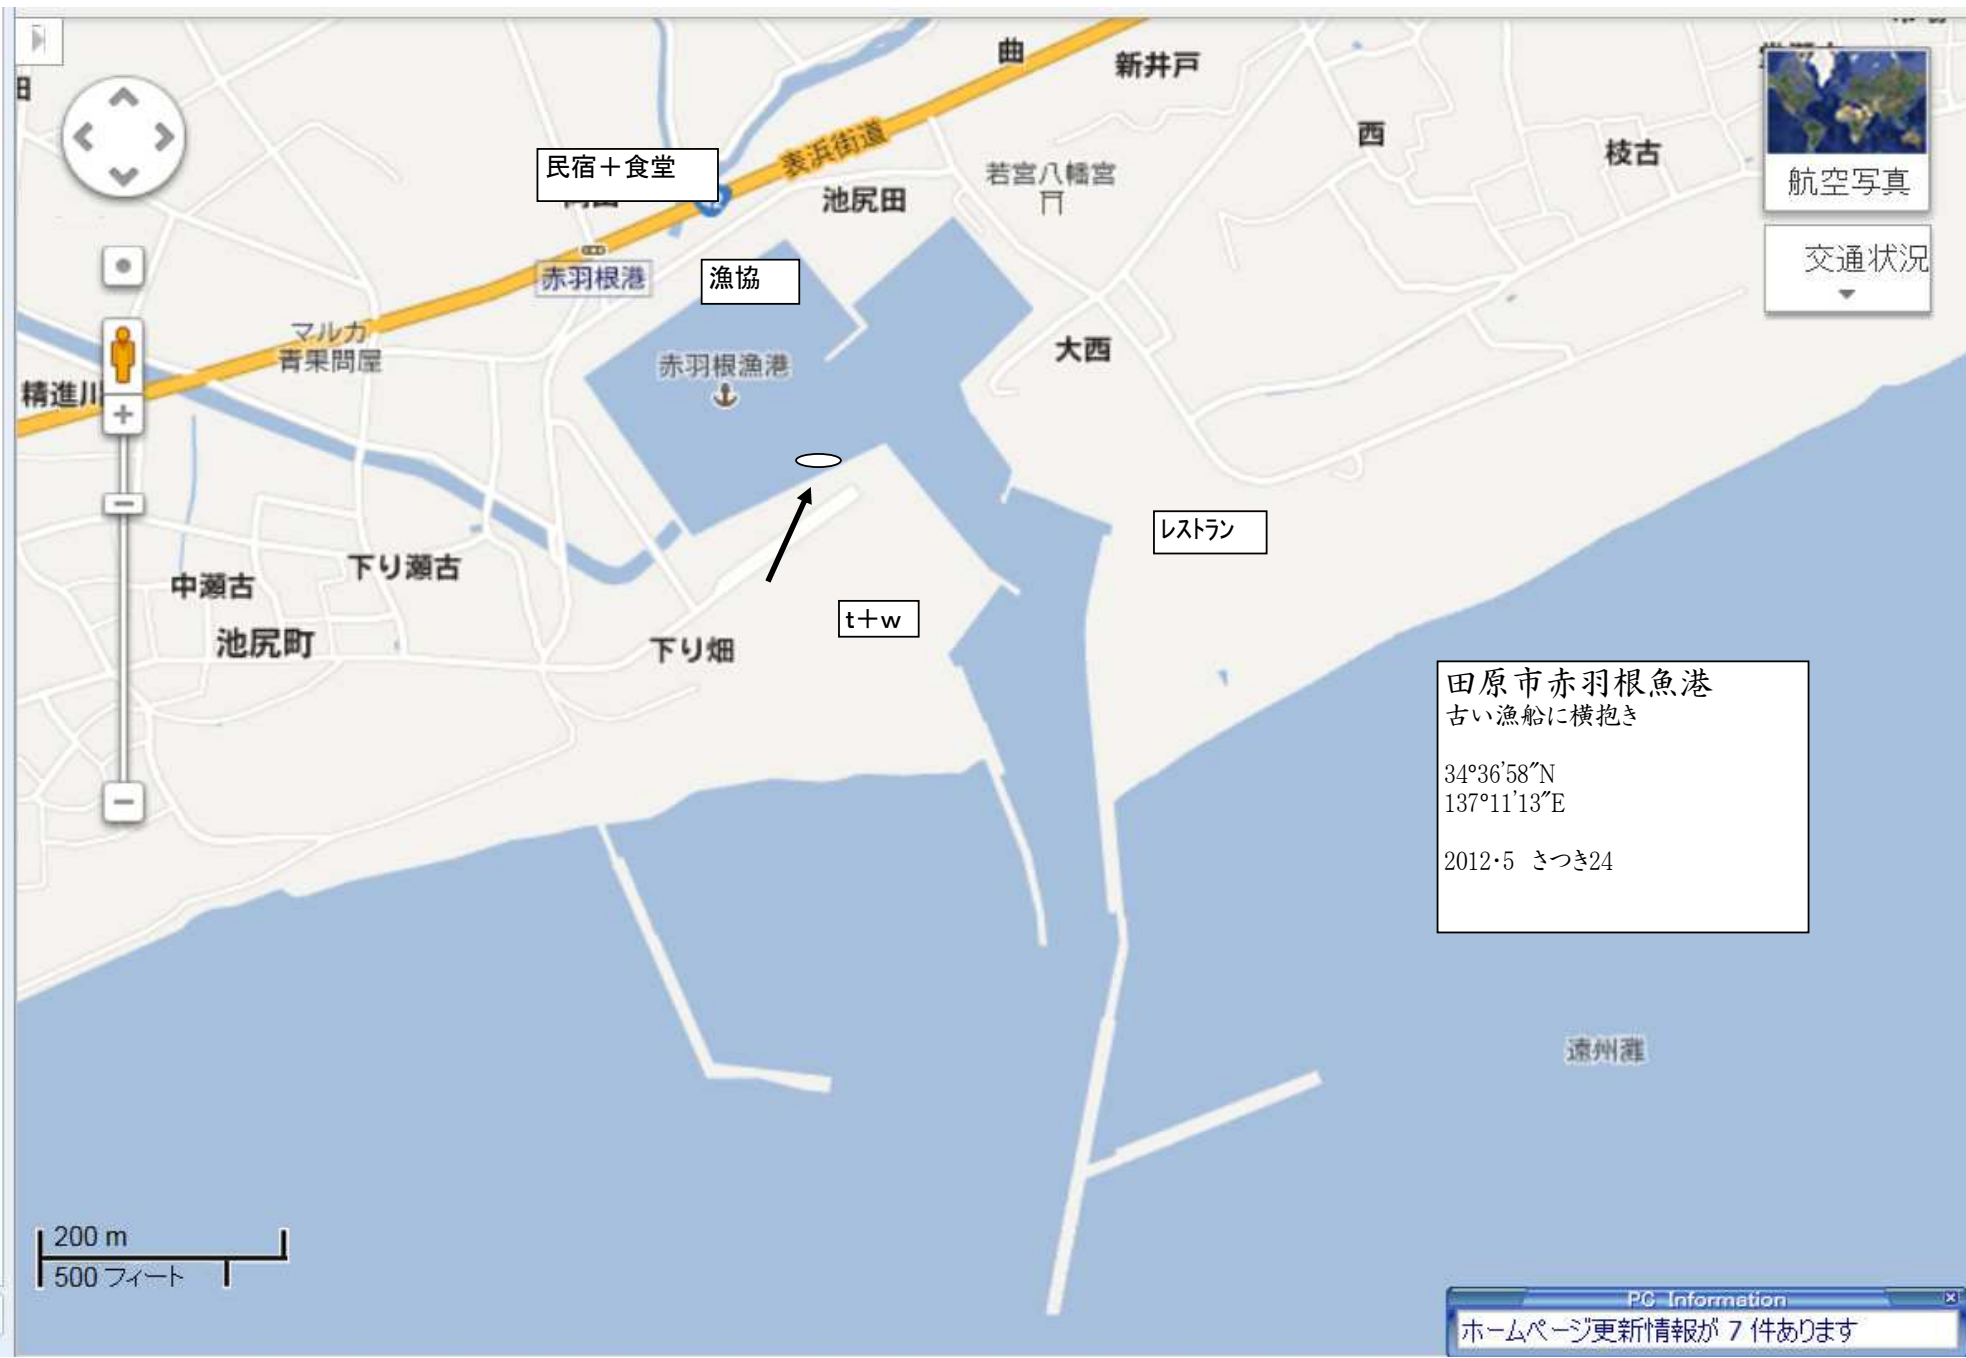 曲
新井戸
西
枝古
航空写真
交通状況
民宿＋食堂
表浜街道
池尻田
若宮八幡宮
赤羽根港
漁協
マルカ
青果問屋
赤羽根漁港
大西
精進川
レストラン
中瀬古
下り瀬古
池尻町
t＋w
下り畑
田原市赤羽根魚港
古い漁船に横抱き
34°36’58”N
137°11’13”E
2012・5 さつき24
遠州灘
200 m
500 フィート
PC Information
ホームページ更新情報が 7 件あります